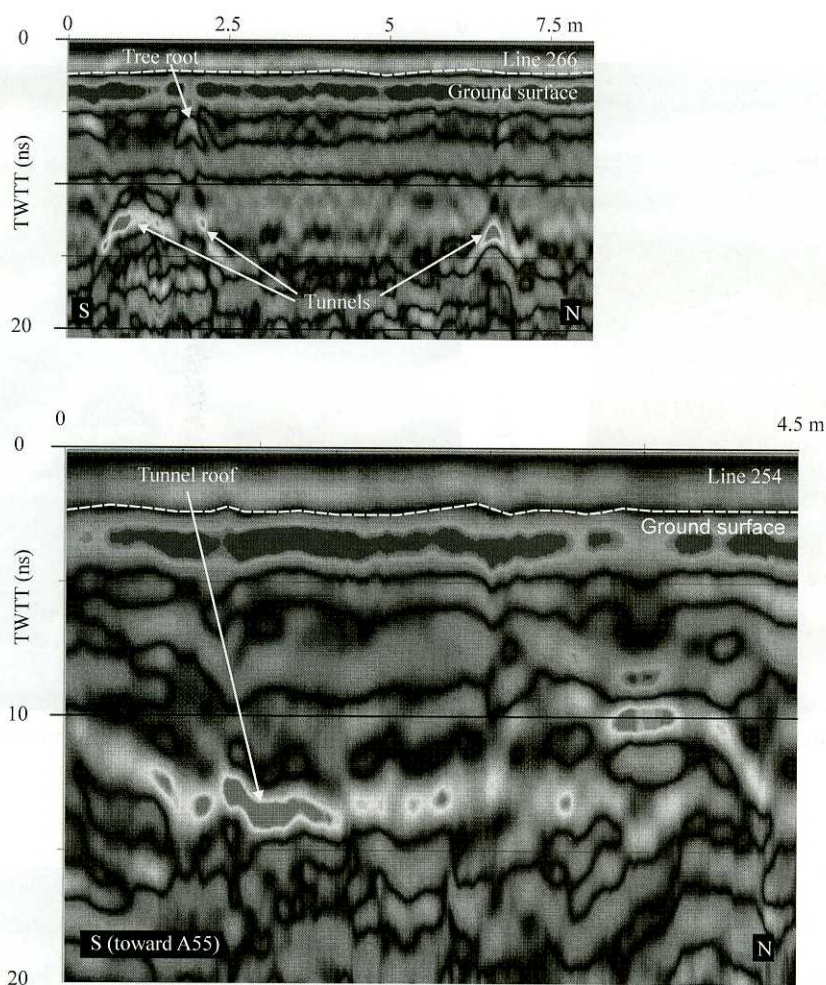 0 2.5 5 7.5 m
0
Tree root
Line 266
Ground surface
TWTT (ns)
10
Tunnels
S
N
20
0 4.5 m
0
Tunnel roof
Line 254
Ground surface
TWTT (ns)
10
S (toward A55)
N
20